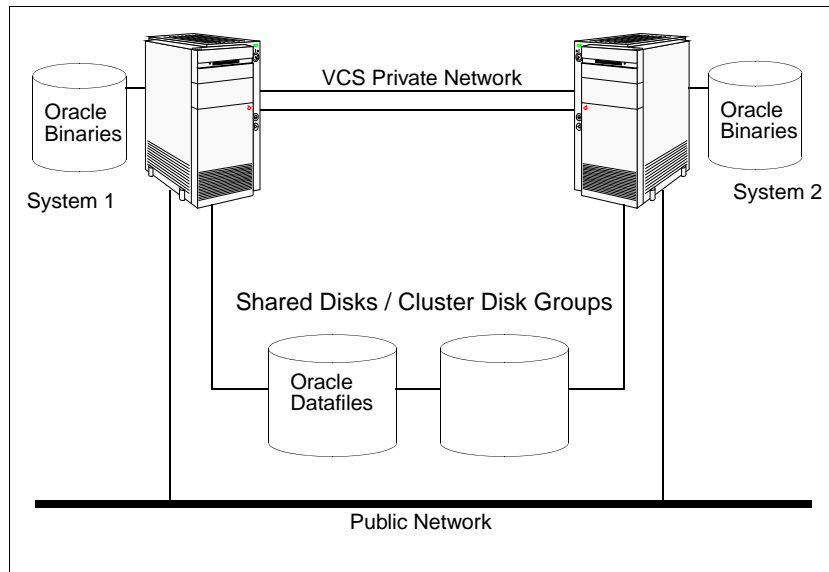 VCS Private Network
Oracle
Binaries
Oracle
Binaries
System 1
System 2
Shared Disks / Cluster Disk Groups
Oracle
Datafiles
Public Network